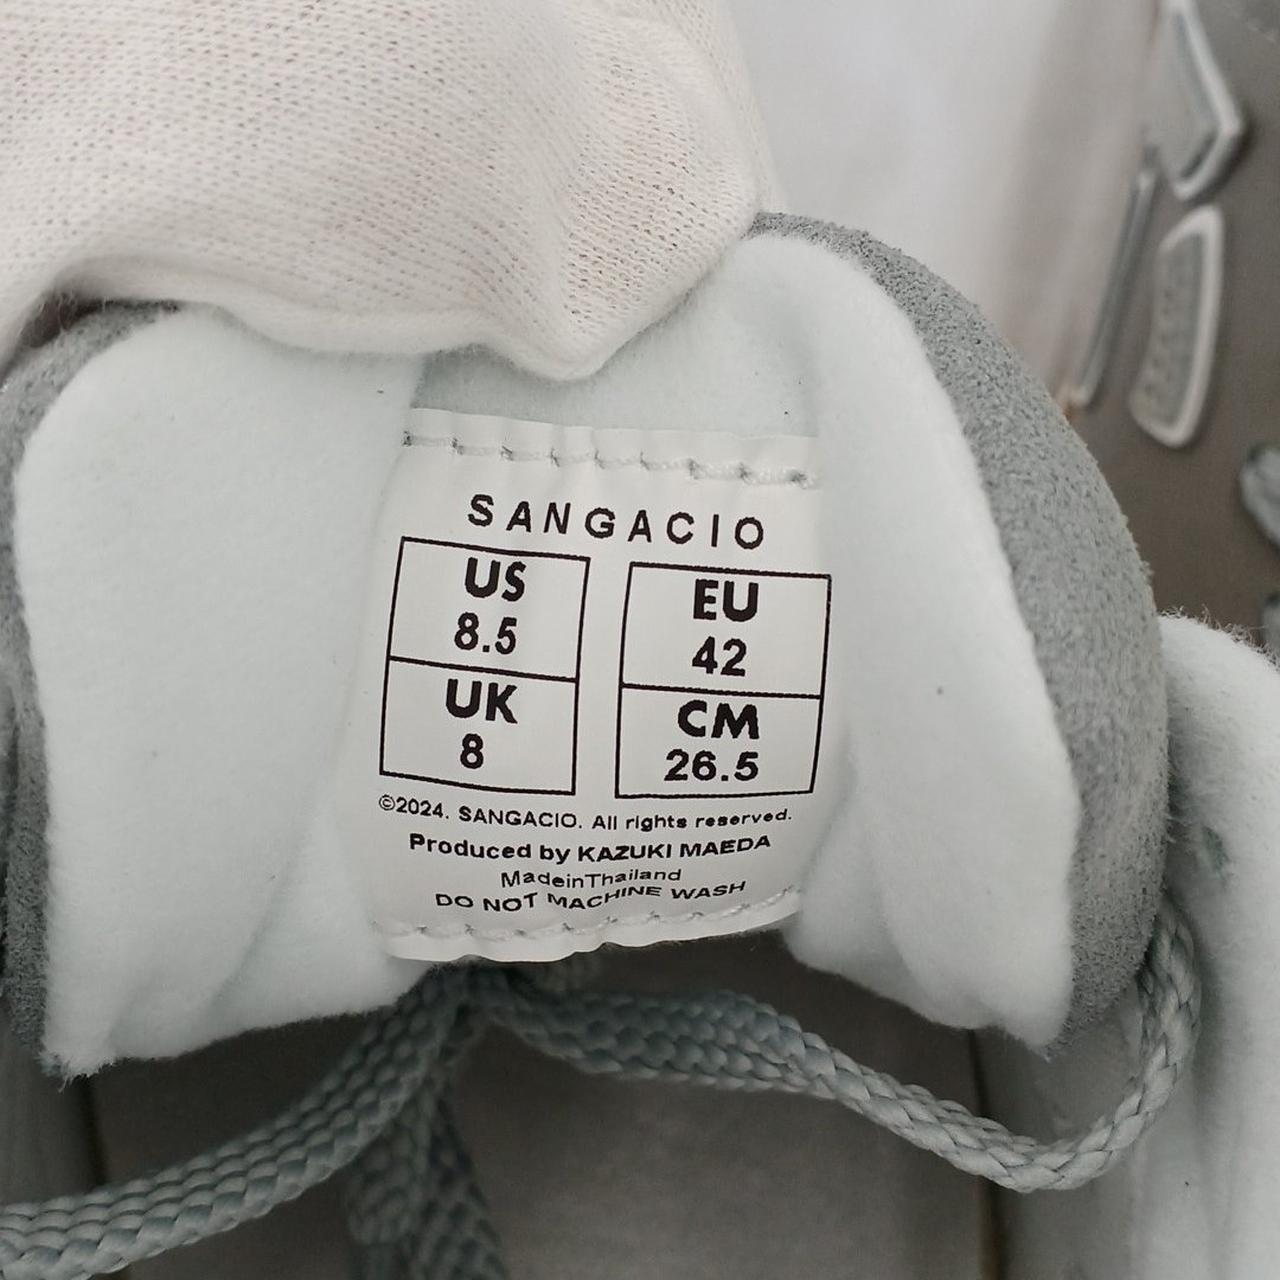 SANGACIO
US
8.5
UK
8
EU
42
CM
26.5
©2024. SANGACIO. All rights reserved.
Produced by KAZUKI MAEDA
MadeinThailand
DO NOT MACHINE WASH